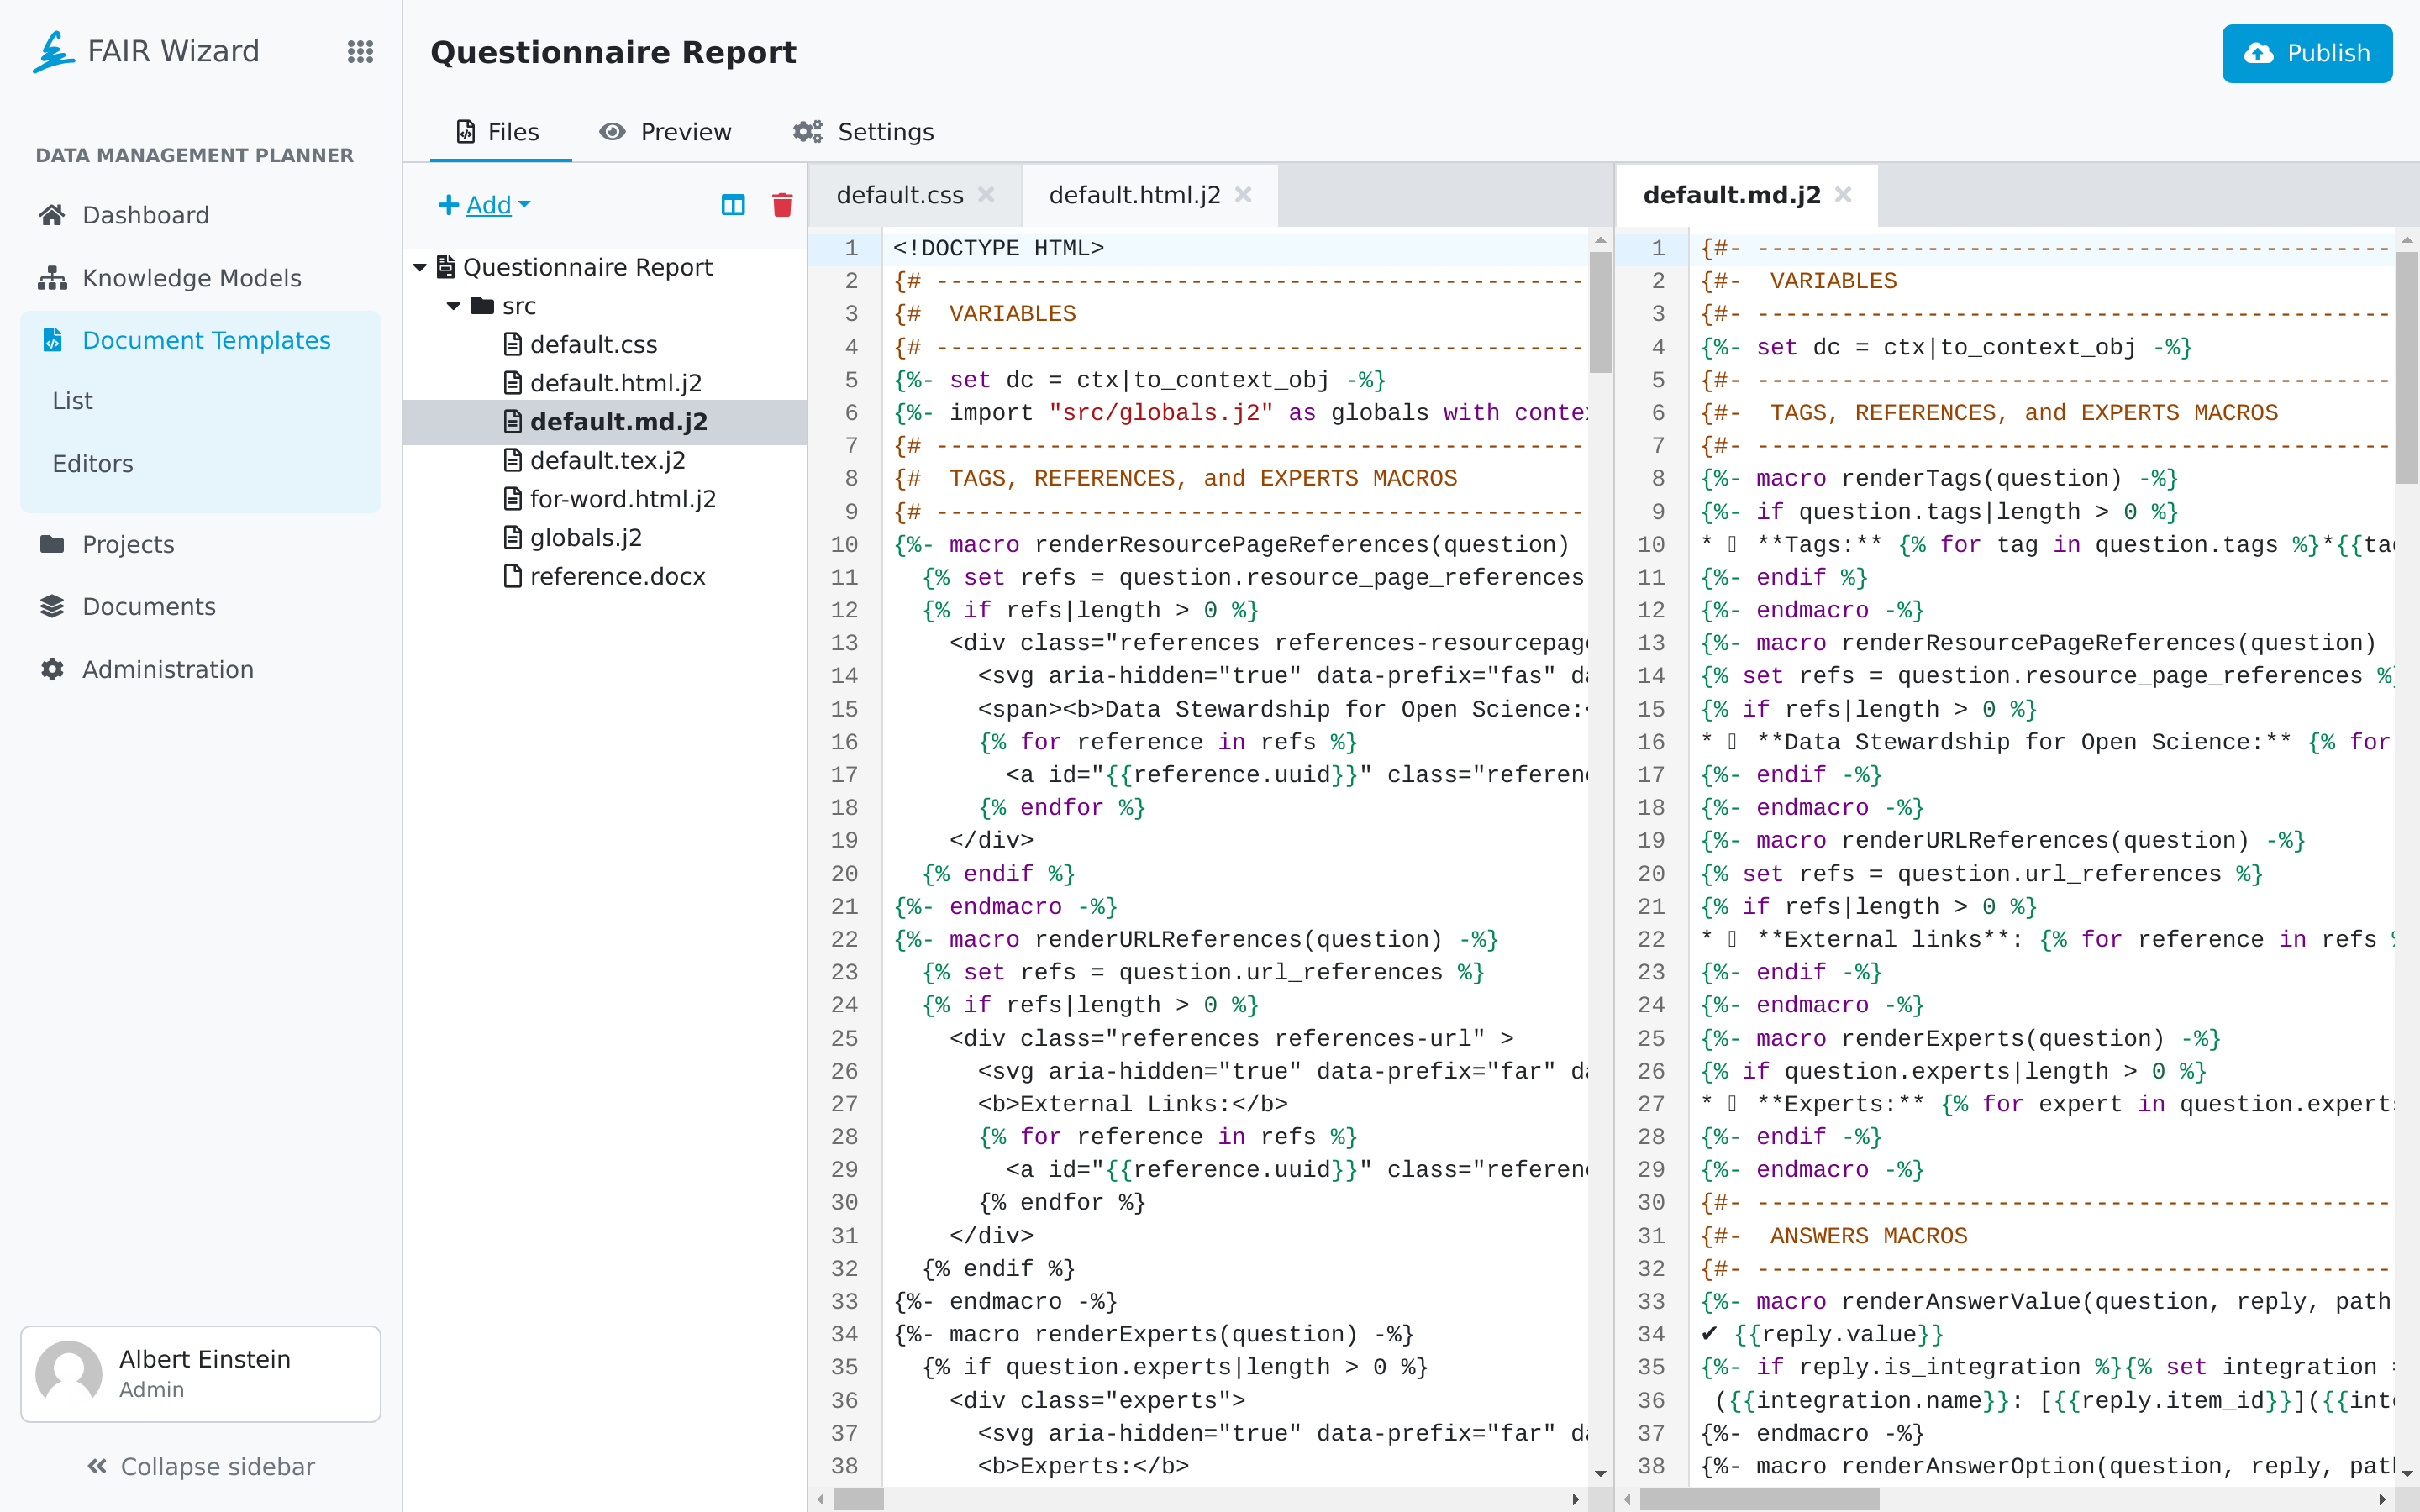 FAIR Wizard
DATA MANAGEMENT PLANNER
Dashboard
Knowledge Models
Document Templates
List
Editors
Projects
Documents
Administration
Albert Einstein
Admin
Collapse sidebar
Questionnaire Report
Publish
Files
Preview
Settings
Add
Questionnaire Report
src
default.css
default.html.j2
default.md.j2
default.tex.j2
for-word.html.j2
globals.j2
reference.docx
default.css
default.html.j2
1 <!DOCTYPE HTML>
2 {# ----------------------------------------------
3 {#  VARIABLES
4 {# ----------------------------------------------
5 {%- set dc = ctx|to_context_obj -%}
6 {%- import "src/globals.j2" as globals with
7 {# ----------------------------------------------
8 {#  TAGS, REFERENCES, and EXPERTS MACROS
9 {# ----------------------------------------------
10 {%- macro renderResourcePageReferences(question)
11   {% set refs = question.resource_page_references
12   {% if refs|length > 0 %}
13     <div class="references references-resourcepag
14       <svg aria-hidden="true" data-prefix="fas"
15       <span><b>Data Stewardship for Open Science:
16       {% for reference in refs %}
17         <a id="{{reference.uuid}}" class="referen
18       {% endfor %}
19     </div>
20   {% endif %}
21 {%- endmacro -%}
22 {%- macro renderURLReferences(question) -%}
23   {% set refs = question.url_references %}
24   {% if refs|length > 0 %}
25     <div class="references references-url" >
26       <svg aria-hidden="true" data-prefix="far"
27       <b>External Links:</b>
28       {% for reference in refs %}
29         <a id="{{reference.uuid}}" class="referen
30       {% endfor %}
31     </div>
32   {% endif %}
33 {%- endmacro -%}
34 {%- macro renderExperts(question) -%}
35   {% if question.experts|length > 0 %}
36     <div class="experts">
37       <svg aria-hidden="true" data-prefix="far"
38       <b>Experts:</b>
default.md.j2
1 {#- ---------------------------------------------
2 {#-  VARIABLES
3 {#- ---------------------------------------------
4 {%- set dc = ctx|to_context_obj -%}
5 {#- ---------------------------------------------
6 {#-  TAGS, REFERENCES, and EXPERTS MACROS
7 {#- ---------------------------------------------
8 {%- macro renderTags(question) -%}
9 {%- if question.tags|length > 0 %}
10 * ▯ **Tags:** {% for tag in question.tags %}*{{ta
11 {%- endif %}
12 {%- endmacro -%}
13 {%- macro renderResourcePageReferences(question)
14 {% set refs = question.resource_page_references %
15 {% if refs|length > 0 %}
16 * ▯ **Data Stewardship for Open Science:** {% for
17 {%- endif -%}
18 {%- endmacro -%}
19 {%- macro renderURLReferences(question) -%}
20 {% set refs = question.url_references %}
21 {% if refs|length > 0 %}
22 * ▯ **External links**: {% for reference in refs
23 {%- endif -%}
24 {%- endmacro -%}
25 {%- macro renderExperts(question) -%}
26 {% if question.experts|length > 0 %}
27 * ▯ **Experts:** {% for expert in question.expert
28 {%- endif -%}
29 {%- endmacro -%}
30 {#- ---------------------------------------------
31 {#-  ANSWERS MACROS
32 {#- ---------------------------------------------
33 {%- macro renderAnswerValue(question, reply, path
34 ✔ {{reply.value}}
35 {%- if reply.is_integration %}{% set integration
36  ({{integration.name}}: [{{reply.item_id}}]({{int
37 {%- endmacro -%}
38 {%- macro renderAnswerOption(question, reply, pat